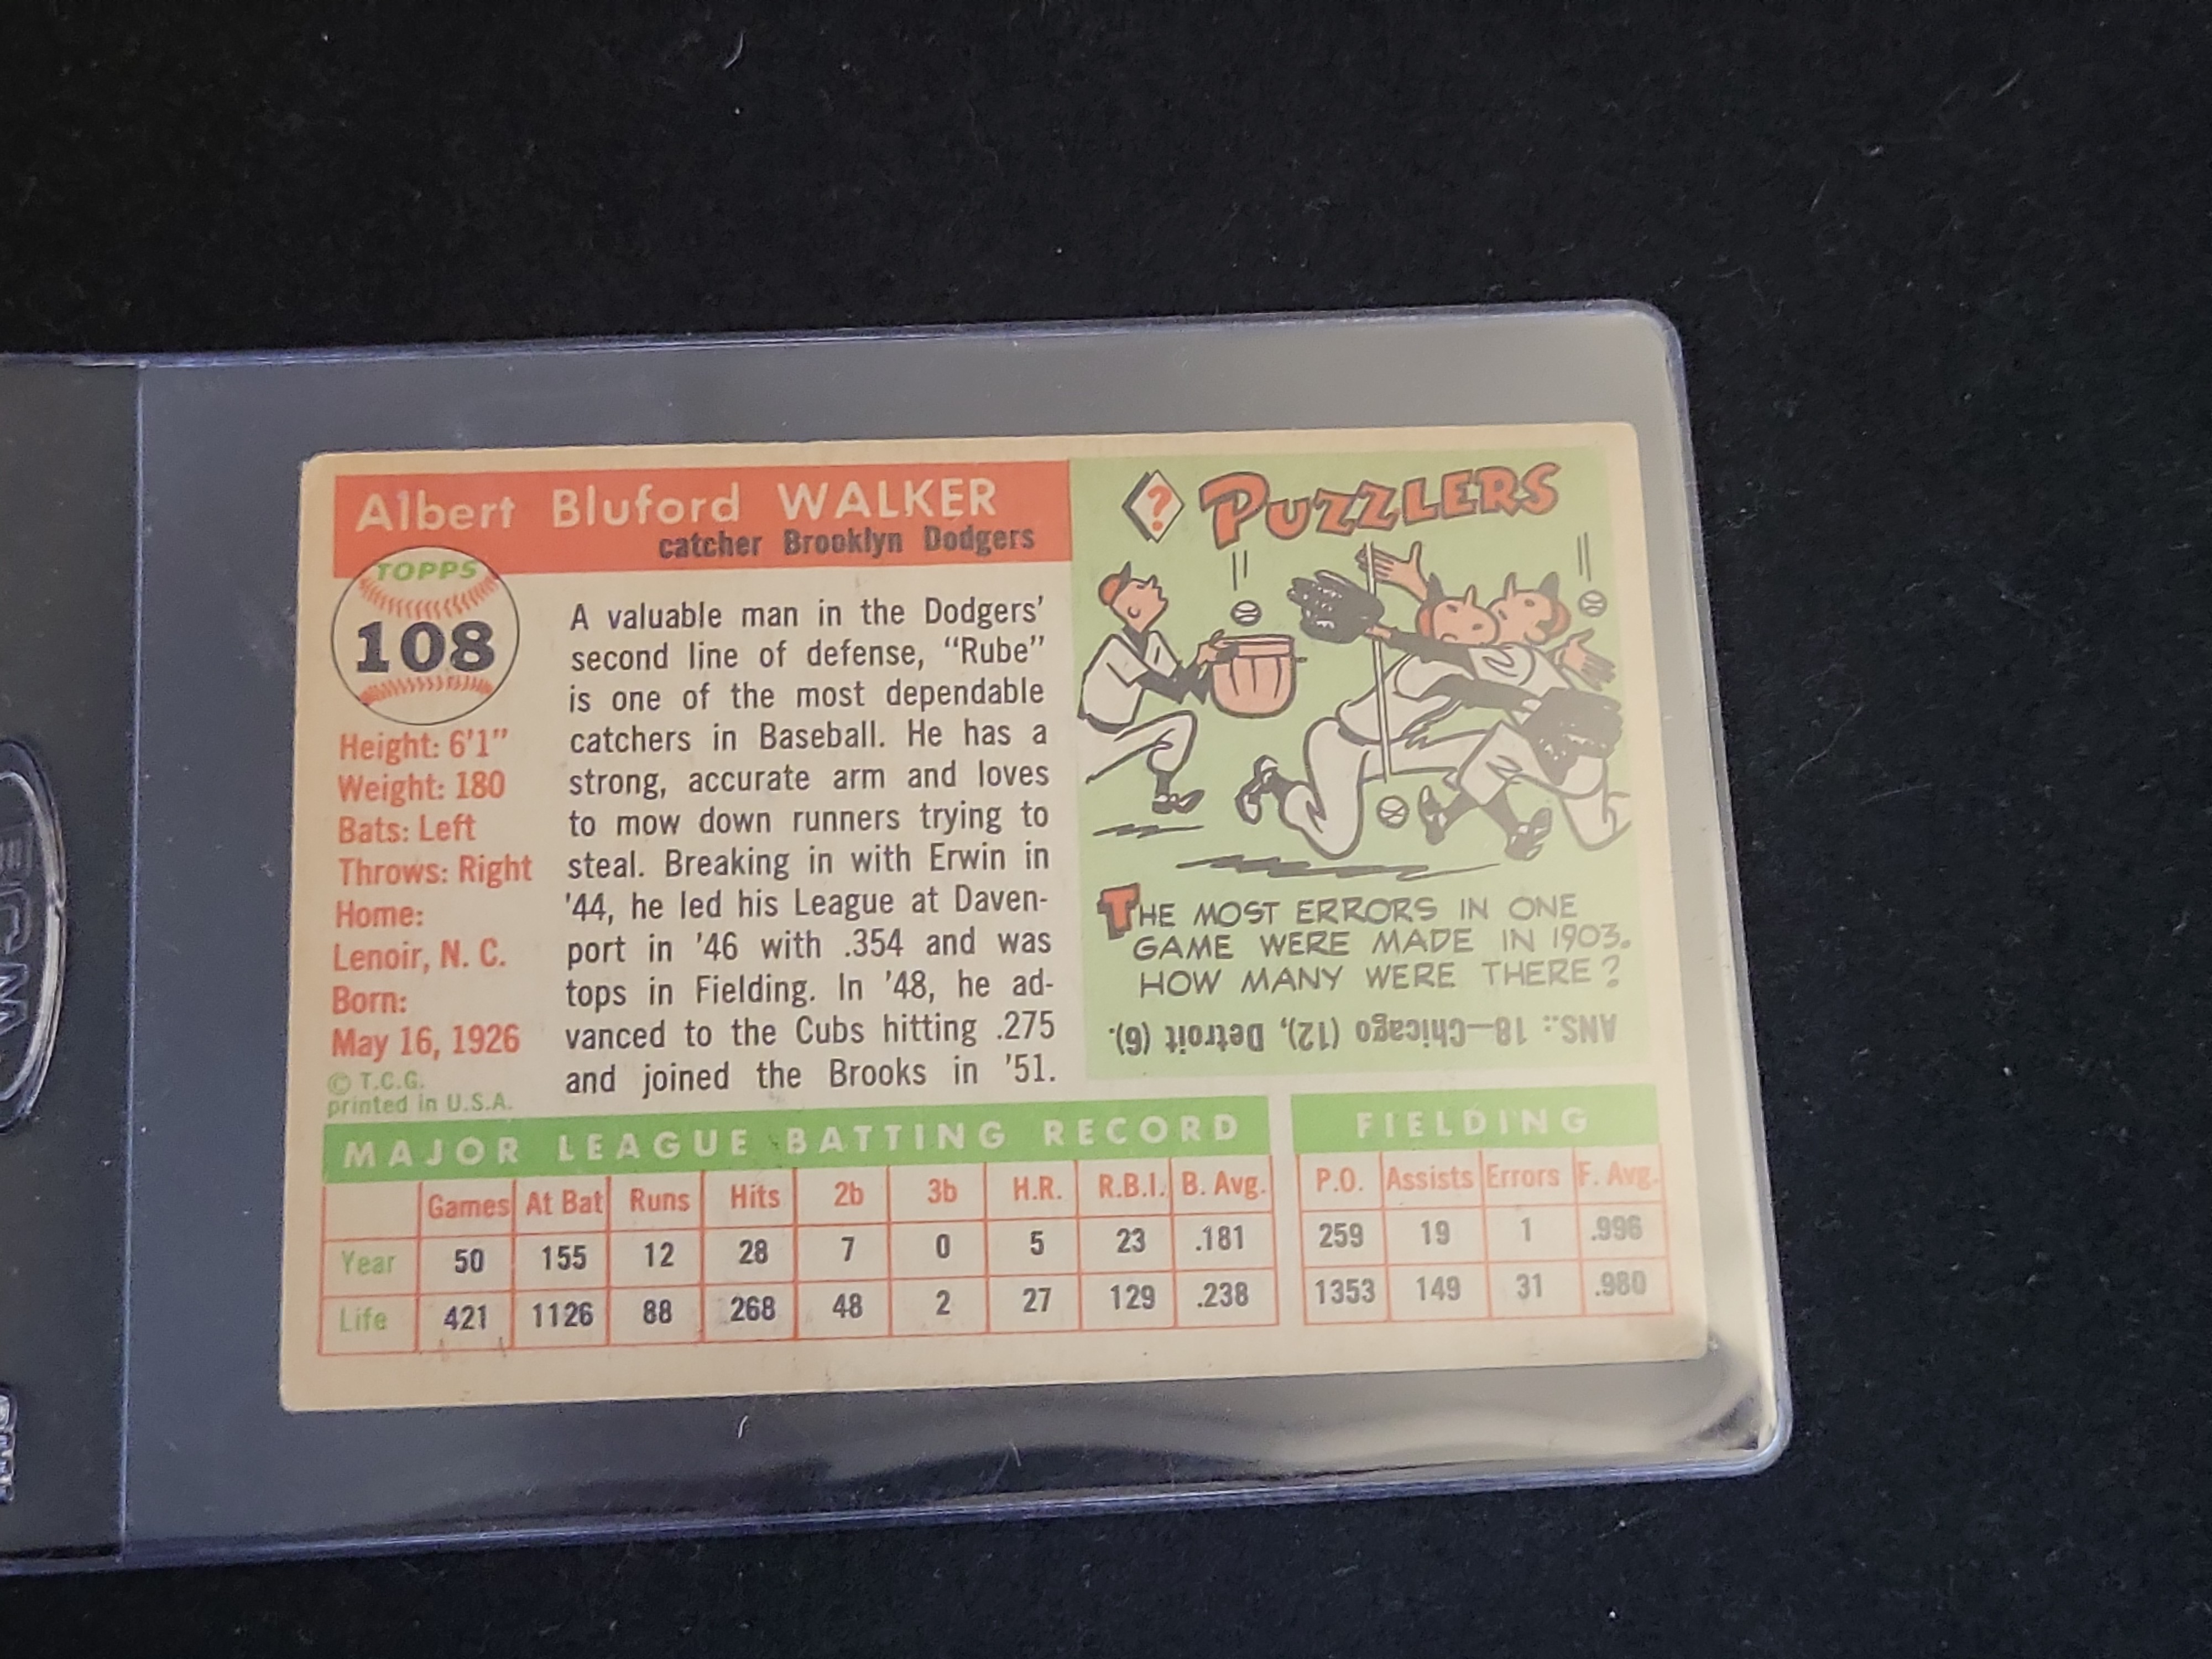 Albert Bluford WALKER
catcher Brooklyn Dodgers
TOPPS
108
Height: 6'1"
Weight: 180
Bats: Left
Throws: Right
Home:
Lenoir, N. C.
Born:
May 16, 1926
© T.C.G.
printed in U.S.A.
A valuable man in the Dodgers'
second line of defense, "Rube"
is one of the most dependable
catchers in Baseball. He has a
strong, accurate arm and loves
to mow down runners trying to
steal. Breaking in with Erwin in
'44, he led his League at Daven-
port in '46 with .354 and was
tops in Fielding. In '48, he ad-
vanced to the Cubs hitting .275
and joined the Brooks in '51.
? PUZZLERS
THE MOST ERRORS IN ONE
GAME WERE MADE IN 1903.
HOW MANY WERE THERE?
ANS.: 18—Chicago (12), Detroit (6).
MAJOR LEAGUE BATTING RECORD
Games At Bat Runs Hits 2b 3b H.R. R.B.I. B. Avg.
Year 50 155 12 28 7 0 5 23 .181
Life 421 1126 88 268 48 2 27 129 .238
FIELDING
P.O. Assists Errors F. Avg.
259 19 1 .996
1353 149 31 .980